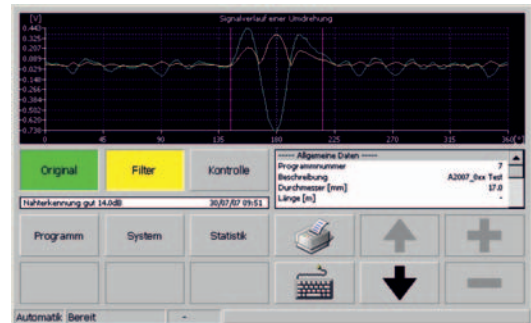 [V] Signalverlauf einer Umdrehung
0.443
0.325
0.207
0.089
-0.029
-0.148
-0.266
-0.384
-0.502
-0.620
-0.738
0 45 90 135 180 225 270 315 360[°]
Original Filter Kontrolle
----- Allgemeine Daten -----
Programmnummer 7
Beschreibung A2007_0xx Test
Durchmesser [mm] 17.0
Länge [m] -
Nahterkennung gut 14.0dB 30/07/07 09:51
Programm System Statistik
Automatik Bereit -